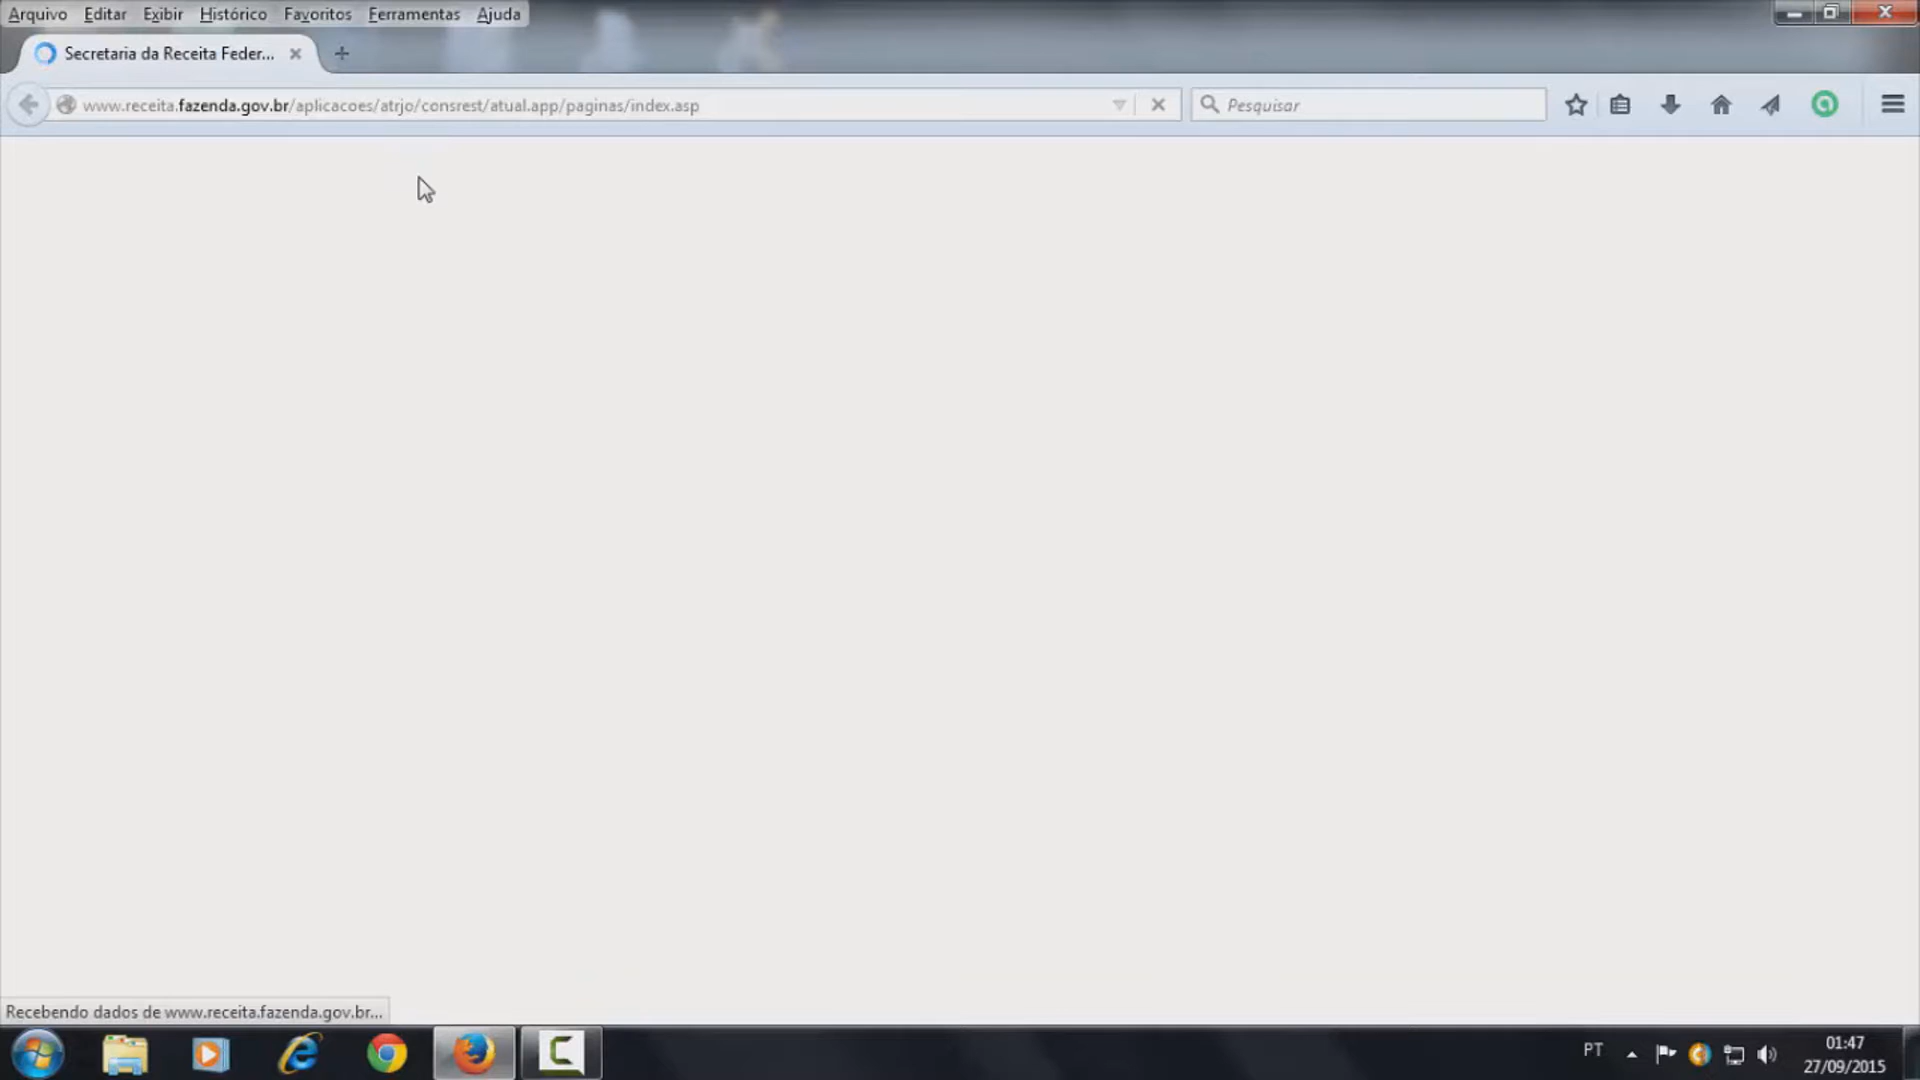 Arquivo Editar Exibir Histórico Favoritos Ferramentas Ajuda
Secretaria da Receita Feder...
www.receita.fazenda.gov.br/aplicacoes/atrjo/consrest/atual.app/paginas/index.asp
Pesquisar
Recebendo dados de www.receita.fazenda.gov.br...
PT
01:47
27/09/2015